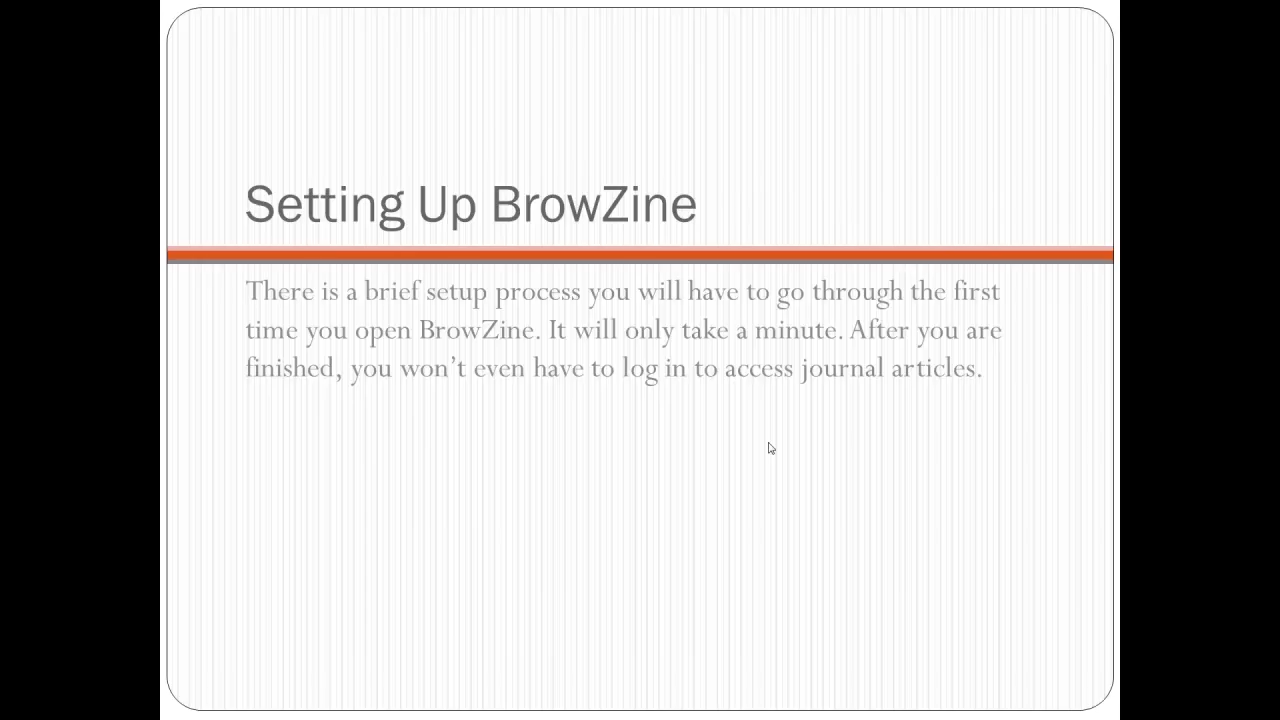 Setting Up BrowZine
There is a brief setup process you will have to go through the first
time you open BrowZine. It will only take a minute. After you are
finished, you won’t even have to log in to access journal articles.